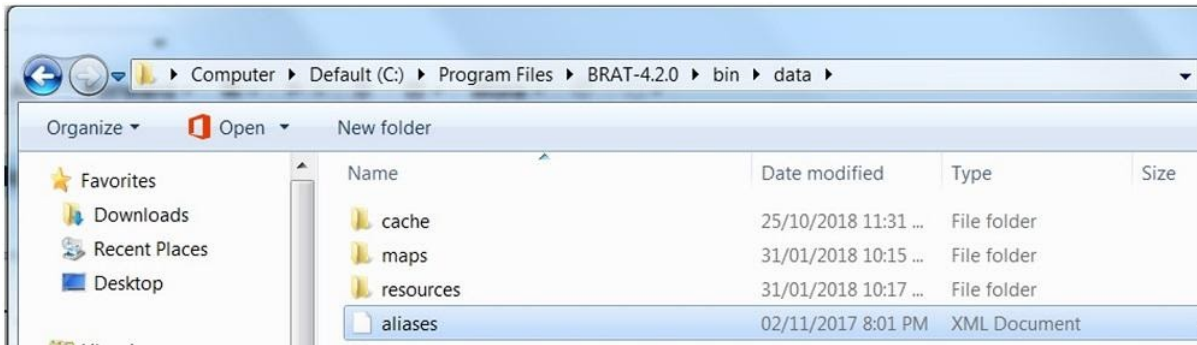 Computer Default (C:) Program Files BRAT-4.2.0 bin data
Organize Open New folder
Favorites
Downloads
Recent Places
Desktop
Name Date modified Type Size
cache 25/10/2018 11:31 ... File folder
maps 31/01/2018 10:15 ... File folder
resources 31/01/2018 10:17 ... File folder
aliases 02/11/2017 8:01 PM XML Document